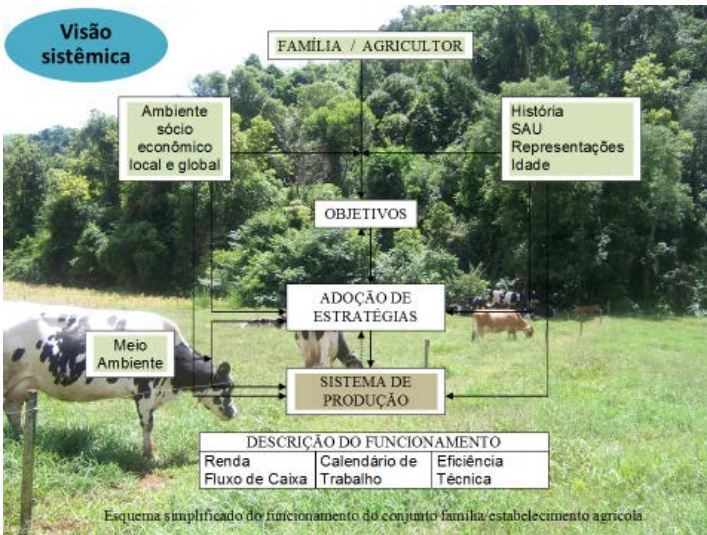 Visão
sistêmica
FAMÍLIA / AGRICULTOR
Ambiente
sócio
econômico
local e global
História
SAU
Representações
Idade
OBJETIVOS
ADOÇÃO DE
ESTRATÉGIAS
Meio
Ambiente
SISTEMA DE
PRODUÇÃO
DESCRIÇÃO DO FUNCIONAMENTO
Renda
Fluxo de Caixa
Calendário de
Trabalho
Eficiência
Técnica
Esquema simplificado do funcionamento do conjunto família/estabelecimento agrícola